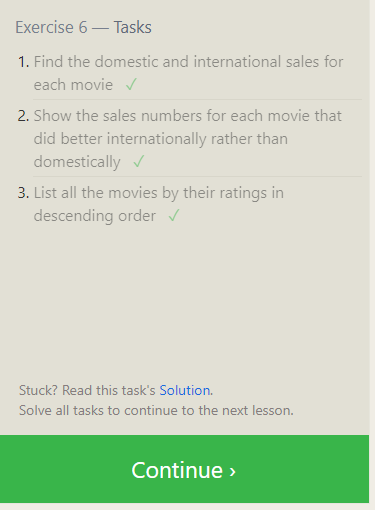 Exercise 6 — Tasks
1. Find the domestic and international sales for
each movie ✓
2. Show the sales numbers for each movie that
did better internationally rather than
domestically ✓
3. List all the movies by their ratings in
descending order ✓
Stuck? Read this task's Solution.
Solve all tasks to continue to the next lesson.
Continue ›